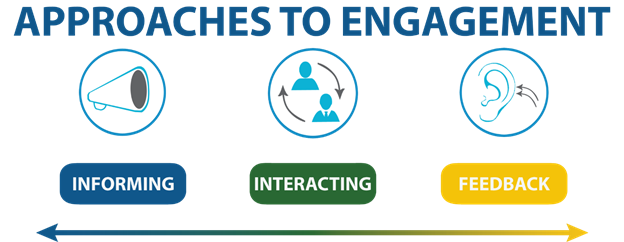 APPROACHES TO ENGAGEMENT
INFORMING
INTERACTING
FEEDBACK